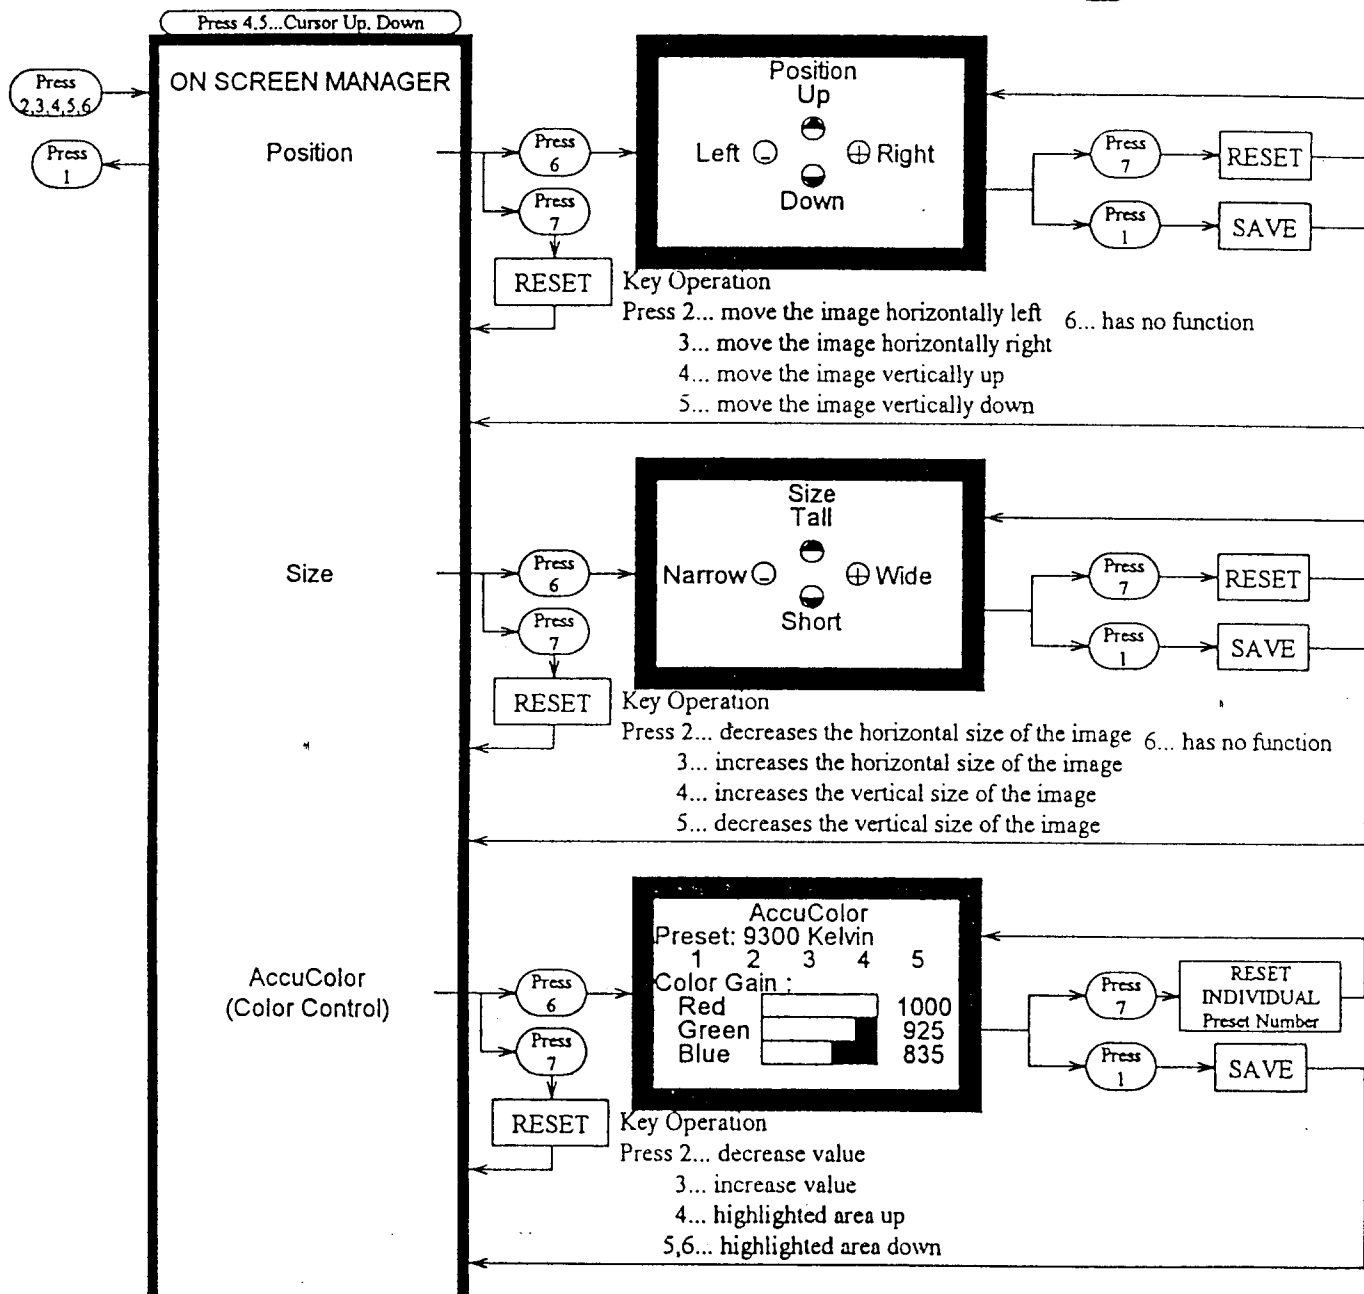 Press 4,5...Cursor Up, Down
Press
2,3,4,5,6
Press
1
ON SCREEN MANAGER
Position
Press
6
Press
7
RESET
Position
Up
Left - + Right
Down
Press
7
RESET
Press
1
SAVE
Key Operation
Press 2... move the image horizontally left 6... has no function
3... move the image horizontally right
4... move the image vertically up
5... move the image vertically down
Size
Press
6
Press
7
RESET
Size
Tall
Narrow - + Wide
Short
Press
7
RESET
Press
1
SAVE
Key Operation
Press 2... decreases the horizontal size of the image 6... has no function
3... increases the horizontal size of the image
4... increases the vertical size of the image
5... decreases the vertical size of the image
AccuColor
(Color Control)
Press
6
Press
7
RESET
AccuColor
Preset: 9300 Kelvin
1 2 3 4 5
Color Gain :
Red 1000
Green 925
Blue 835
Press
7
RESET
INDIVIDUAL
Preset Number
Press
1
SAVE
Key Operation
Press 2... decrease value
3... increase value
4... highlighted area up
5,6... highlighted area down